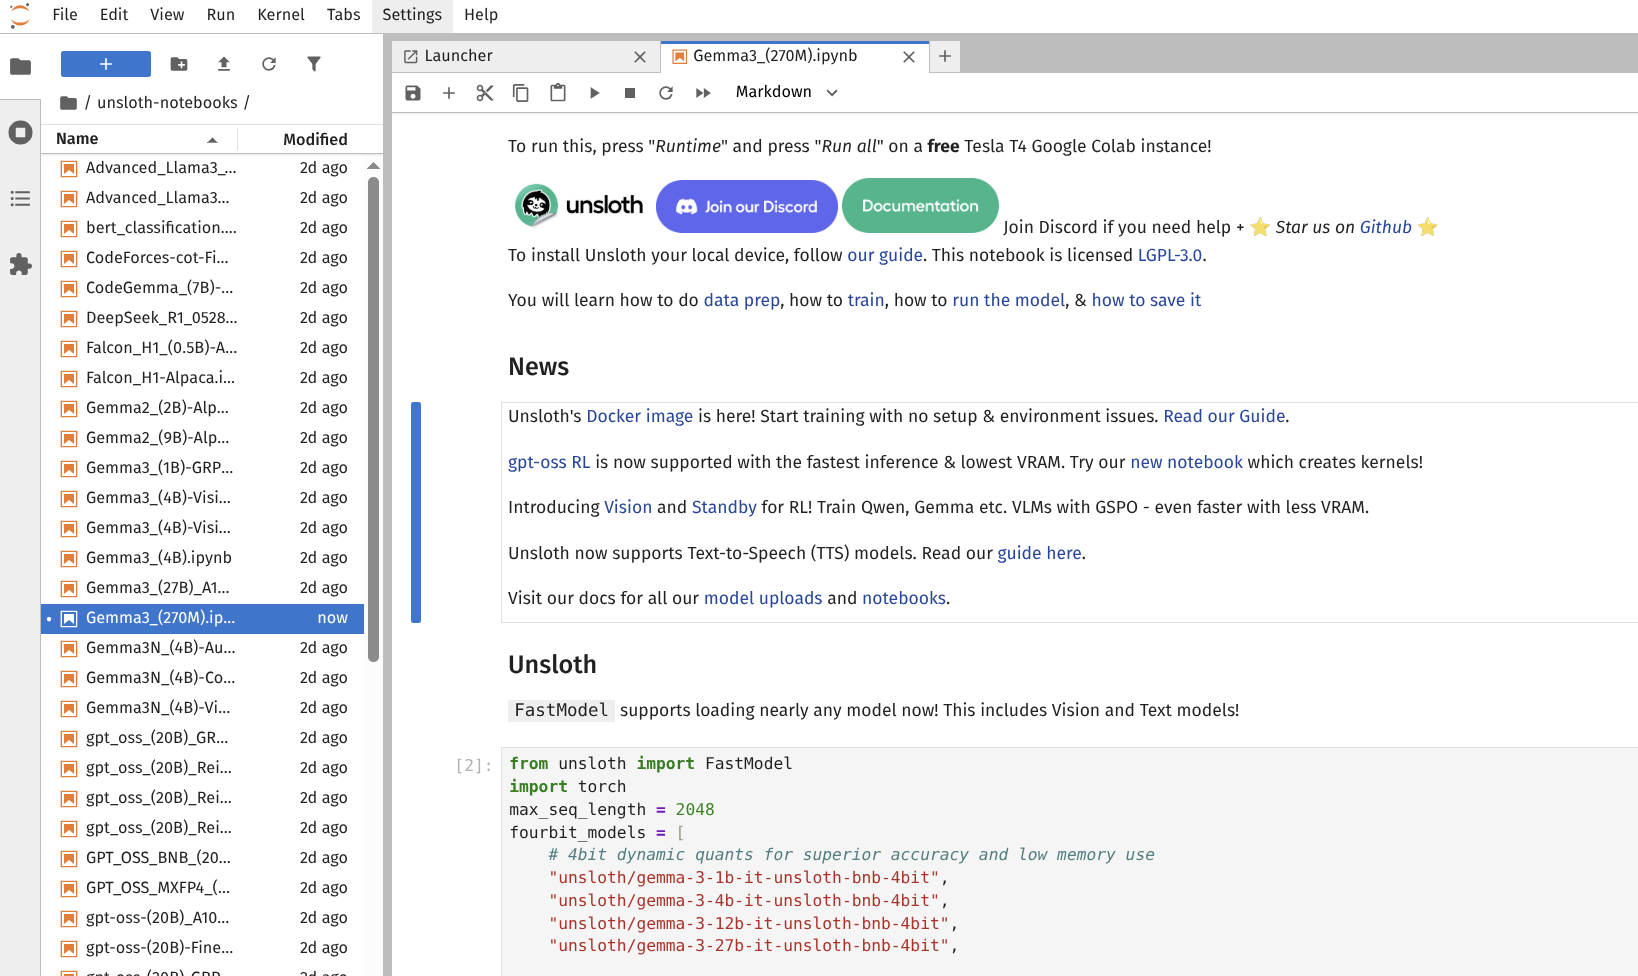 File Edit View Run Kernel Tabs Settings Help
Launcher
Gemma3_(270M).ipynb
/ unsloth-notebooks /
Markdown
Name Modified
Advanced_Llama3_... 2d ago
Advanced_Llama3... 2d ago
bert_classification.... 2d ago
CodeForces-cot-Fi... 2d ago
CodeGemma_(7B)-... 2d ago
DeepSeek_R1_0528... 2d ago
Falcon_H1_(0.5B)-A... 2d ago
Falcon_H1-Alpaca.i... 2d ago
Gemma2_(2B)-Alp... 2d ago
Gemma2_(9B)-Alp... 2d ago
Gemma3_(1B)-GRP... 2d ago
Gemma3_(4B)-Visi... 2d ago
Gemma3_(4B)-Visi... 2d ago
Gemma3_(4B).ipynb 2d ago
Gemma3_(27B)_A1... 2d ago
Gemma3_(270M).ip... now
Gemma3N_(4B)-Au... 2d ago
Gemma3N_(4B)-Co... 2d ago
Gemma3N_(4B)-Vi... 2d ago
gpt_oss_(20B)_GR... 2d ago
gpt_oss_(20B)_Rei... 2d ago
gpt_oss_(20B)_Rei... 2d ago
gpt_oss_(20B)_Rei... 2d ago
GPT_OSS_BNB_(20... 2d ago
GPT_OSS_MXFP4_(... 2d ago
gpt-oss-(20B)_A10... 2d ago
gpt-oss-(20B)-Fine... 2d ago
To run this, press "Runtime" and press "Run all" on a free Tesla T4 Google Colab instance!
unsloth Join our Discord Documentation Join Discord if you need help + ⭐ Star us on Github ⭐
To install Unsloth your local device, follow our guide. This notebook is licensed LGPL-3.0.
You will learn how to do data prep, how to train, how to run the model, & how to save it
News
Unsloth's Docker image is here! Start training with no setup & environment issues. Read our Guide.
gpt-oss RL is now supported with the fastest inference & lowest VRAM. Try our new notebook which creates kernels!
Introducing Vision and Standby for RL! Train Qwen, Gemma etc. VLMs with GSPO - even faster with less VRAM.
Unsloth now supports Text-to-Speech (TTS) models. Read our guide here.
Visit our docs for all our model uploads and notebooks.
Unsloth
FastModel supports loading nearly any model now! This includes Vision and Text models!
[2]: from unsloth import FastModel
import torch
max_seq_length = 2048
fourbit_models = [
# 4bit dynamic quants for superior accuracy and low memory use
"unsloth/gemma-3-1b-it-unsloth-bnb-4bit",
"unsloth/gemma-3-4b-it-unsloth-bnb-4bit",
"unsloth/gemma-3-12b-it-unsloth-bnb-4bit",
"unsloth/gemma-3-27b-it-unsloth-bnb-4bit",